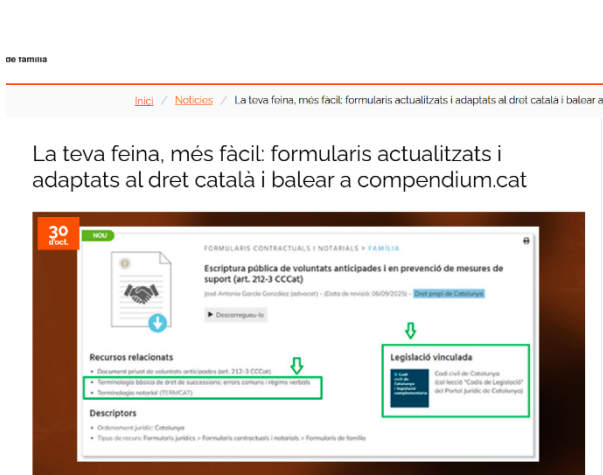 de família
Inici / Notícies / La teva feina, més fàcil: formularis actualitzats i adaptats al dret català i balear a
La teva feina, més fàcil: formularis actualitzats i
adaptats al dret català i balear a compendium.cat
30
d'oct.
NOU
FORMULARIS CONTRACTUALS I NOTARIALS > FAMÍLIA
Escriptura pública de voluntats anticipades i en prevenció de mesures de
suport (art. 212-3 CCCat)
José Antonio García González (advocat) - (Data de revisió: 06/09/2025) - Dret propi de Catalunya
Descarregueu-lo
Recursos relacionats
Document privat de voluntats anticipades (art. 212-3 CCCat)
Terminologia bàsica de dret de successions: errors comuns i règims verbals
Terminologia notarial (TERMCAT)
Descriptors
Ordenament jurídic: Catalunya
Tipus de recurs: Formularis jurídics > Formularis contractuals i notarials > Formularis de família
Legislació vinculada
Codi
civil de
Catalunya
i legislació
complementària
Codi civil de Catalunya
(col·lecció "Codis de Legislació"
del Portal Jurídic de Catalunya)